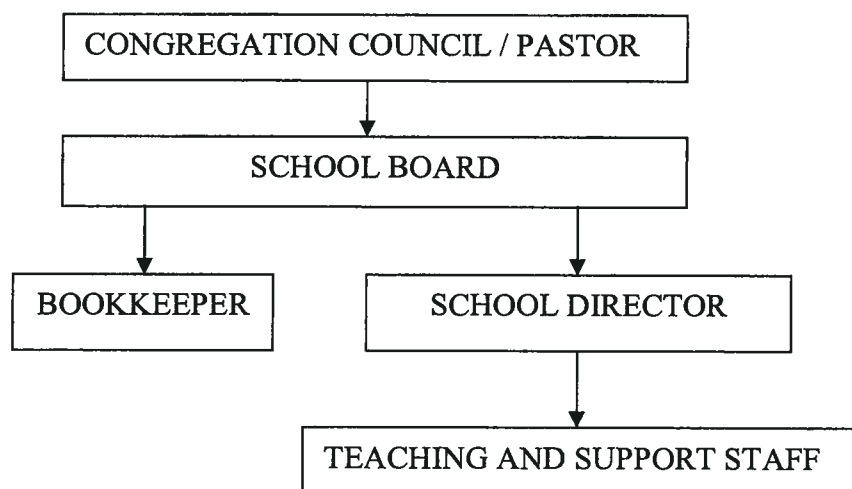 CONGREGATION COUNCIL / PASTOR
SCHOOL BOARD
BOOKKEEPER
SCHOOL DIRECTOR
TEACHING AND SUPPORT STAFF